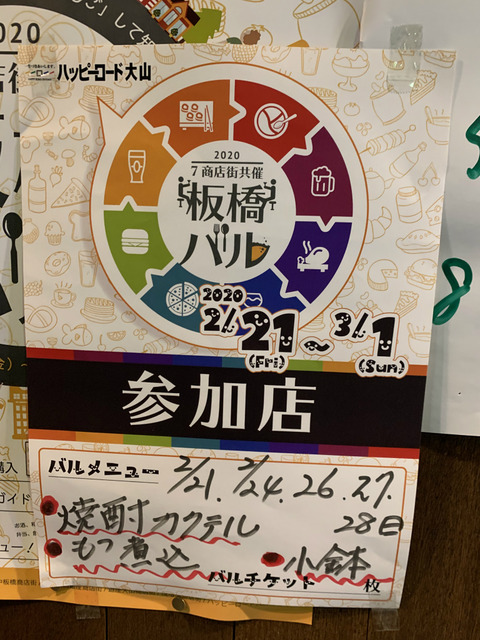 ハッピーロード大山
2020
7商店街共催
板橋
バル
2020
2/21～3/1
(Fri) (Sun)
参加店
バルメニュー 2/21. 2/24. 26. 27.
焼酎カクテル 28日
もつ煮込 小鉢
バルチケット 枚
2020
8